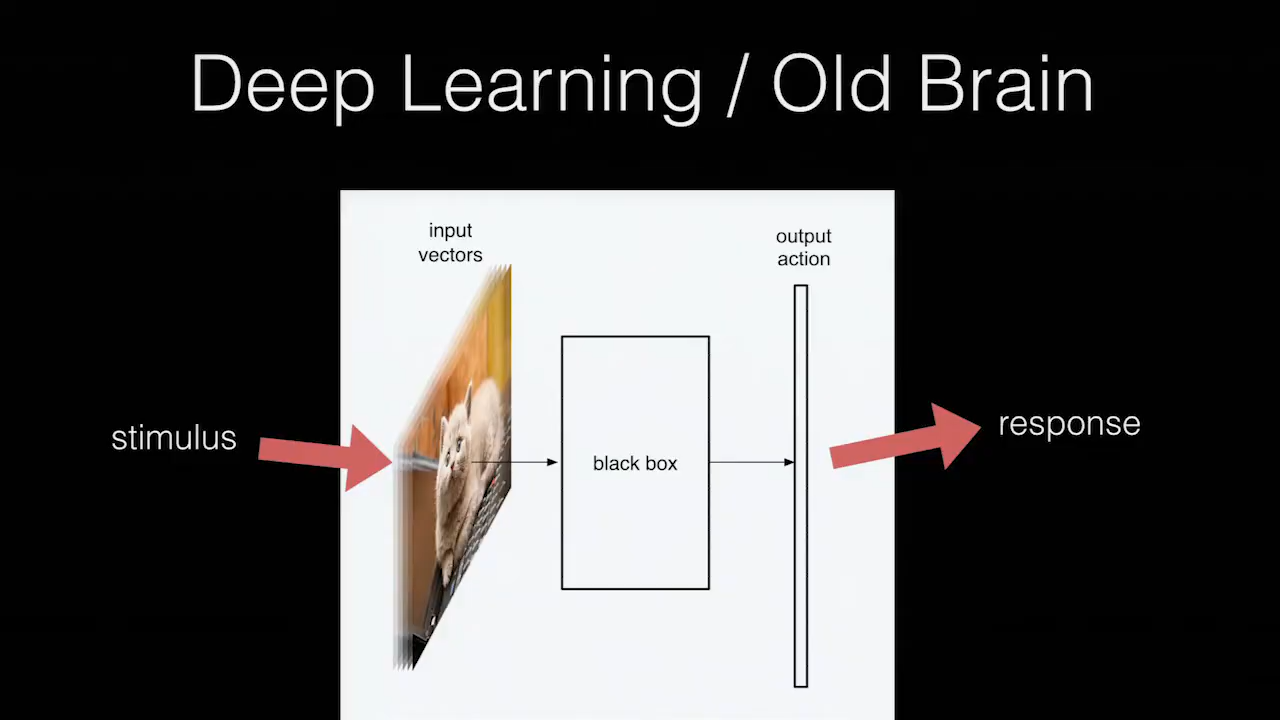 Deep Learning / Old Brain
input
vectors
output
action
stimulus
black box
response